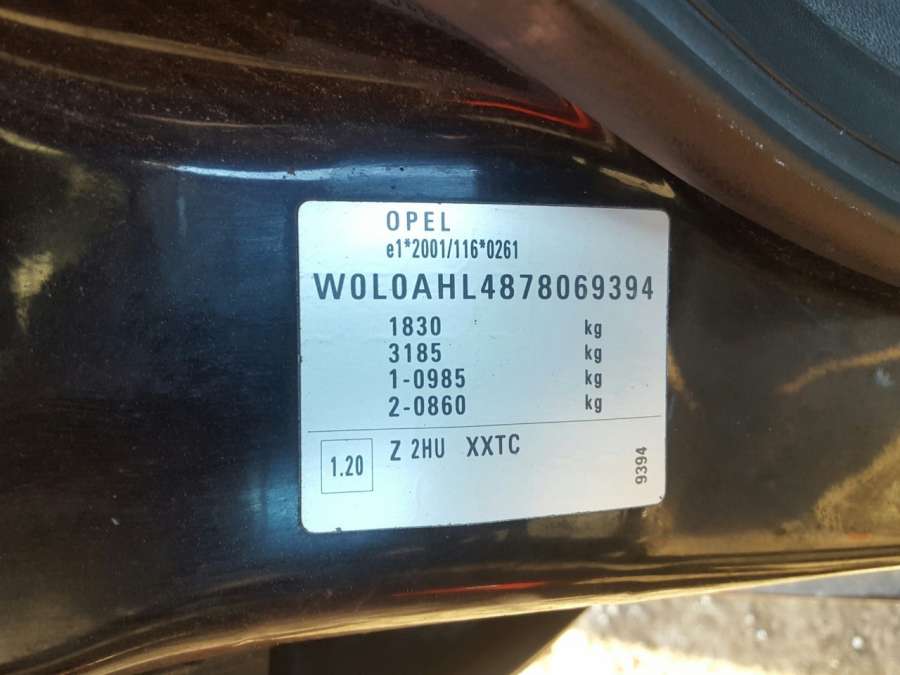 OPEL
e1*2001/116*0261
W0L0AHL4878069394
1830 kg
3185 kg
1-0985 kg
2-0860 kg
1.20 Z 2HU XXTC 9394